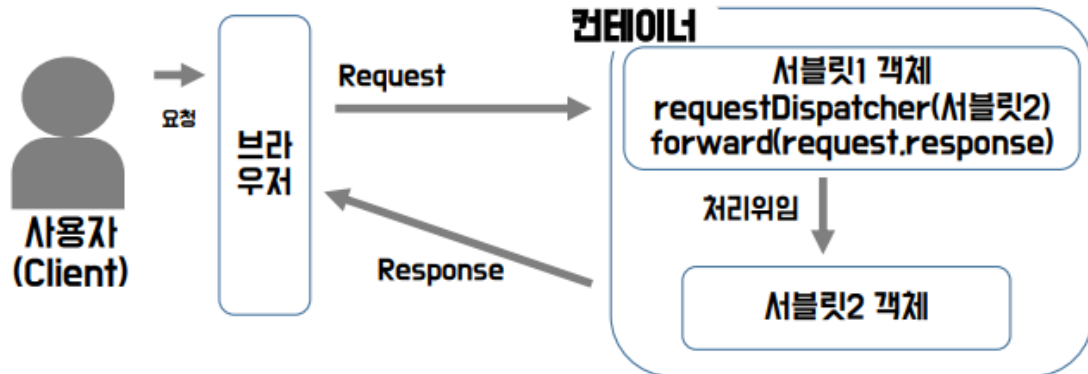 컨테이너
요청
Request
서블릿1 객체
requestDispatcher(서블릿2)
forward(request.response)
브라
우저
처리위임
사용자
(Client)
Response
서블릿2 객체